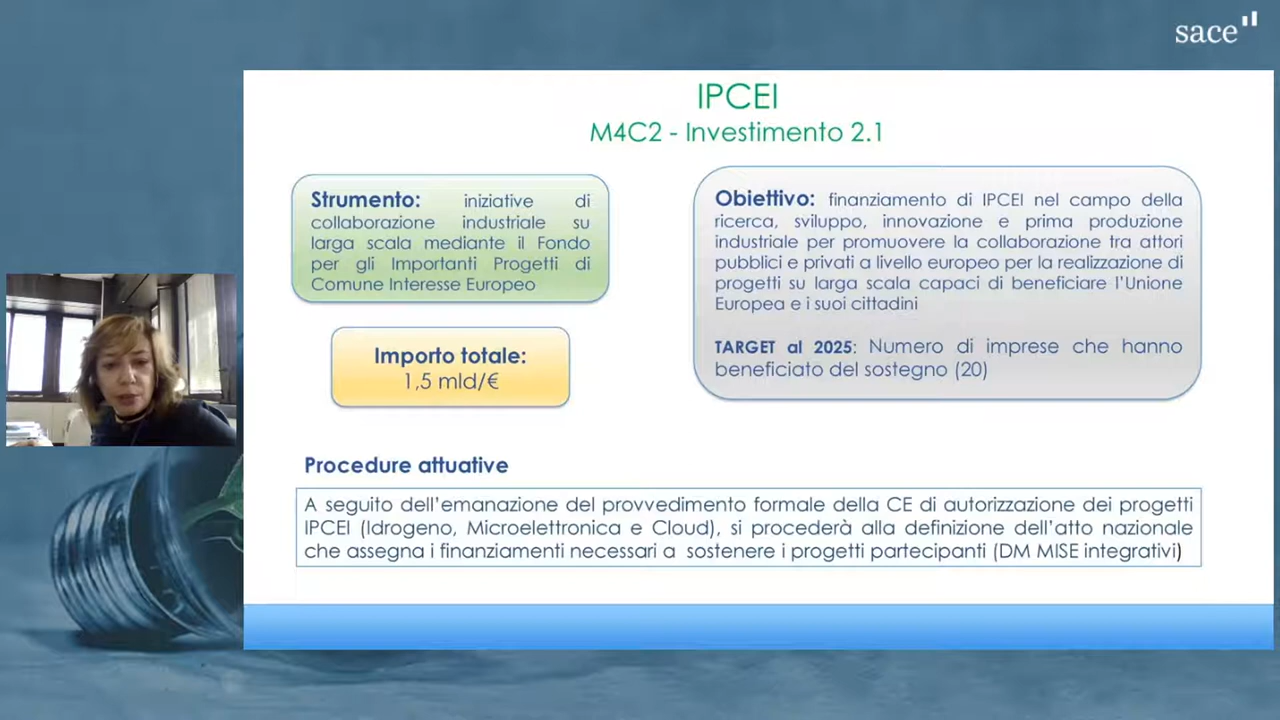 sace
IPCEI
M4C2 - Investimento 2.1
Strumento: iniziative di
collaborazione industriale su
larga scala mediante il Fondo
per gli Importanti Progetti di
Comune Interesse Europeo
Importo totale:
1,5 mld/€
Obiettivo: finanziamento di IPCEI nel campo della
ricerca, sviluppo, innovazione e prima produzione
industriale per promuovere la collaborazione tra attori
pubblici e privati a livello europeo per la realizzazione di
progetti su larga scala capaci di beneficiare l’Unione
Europea e i suoi cittadini
TARGET al 2025: Numero di imprese che hanno
beneficiato del sostegno (20)
Procedure attuative
A seguito dell’emanazione del provvedimento formale della CE di autorizzazione dei progetti
IPCEI (Idrogeno, Microelettronica e Cloud), si procederà alla definizione dell’atto nazionale
che assegna i finanziamenti necessari a sostenere i progetti partecipanti (DM MISE integrativi)